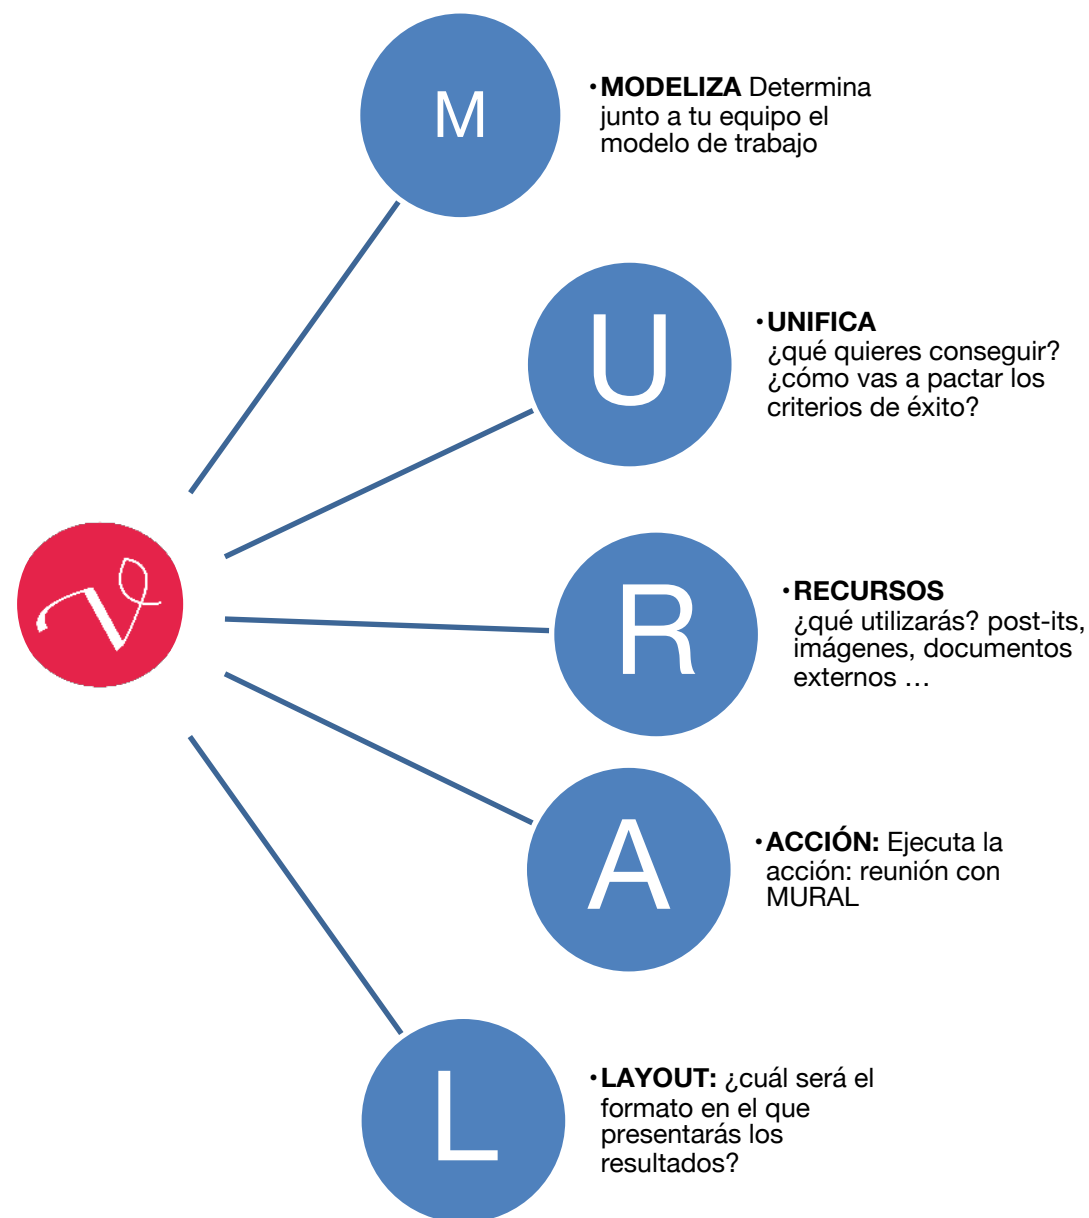 M
•MODELIZA Determina
junto a tu equipo el
modelo de trabajo
U
•UNIFICA
¿qué quieres conseguir?
¿cómo vas a pactar los
criterios de éxito?
R
•RECURSOS
¿qué utilizarás? post-its,
imágenes, documentos
externos …
A
•ACCIÓN: Ejecuta la
acción: reunión con
MURAL
L
•LAYOUT: ¿cuál será el
formato en el que
presentarás los
resultados?